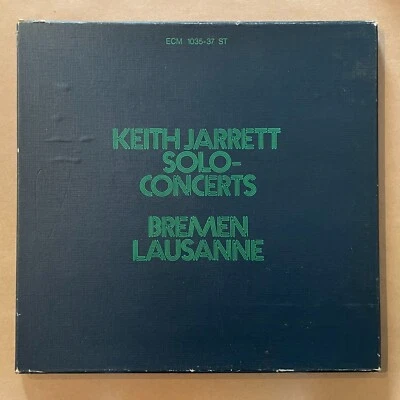 ECM 1035-37 ST
KEITH JARRETT
SOLO-
CONCERTS
BREMEN
LAUSANNE